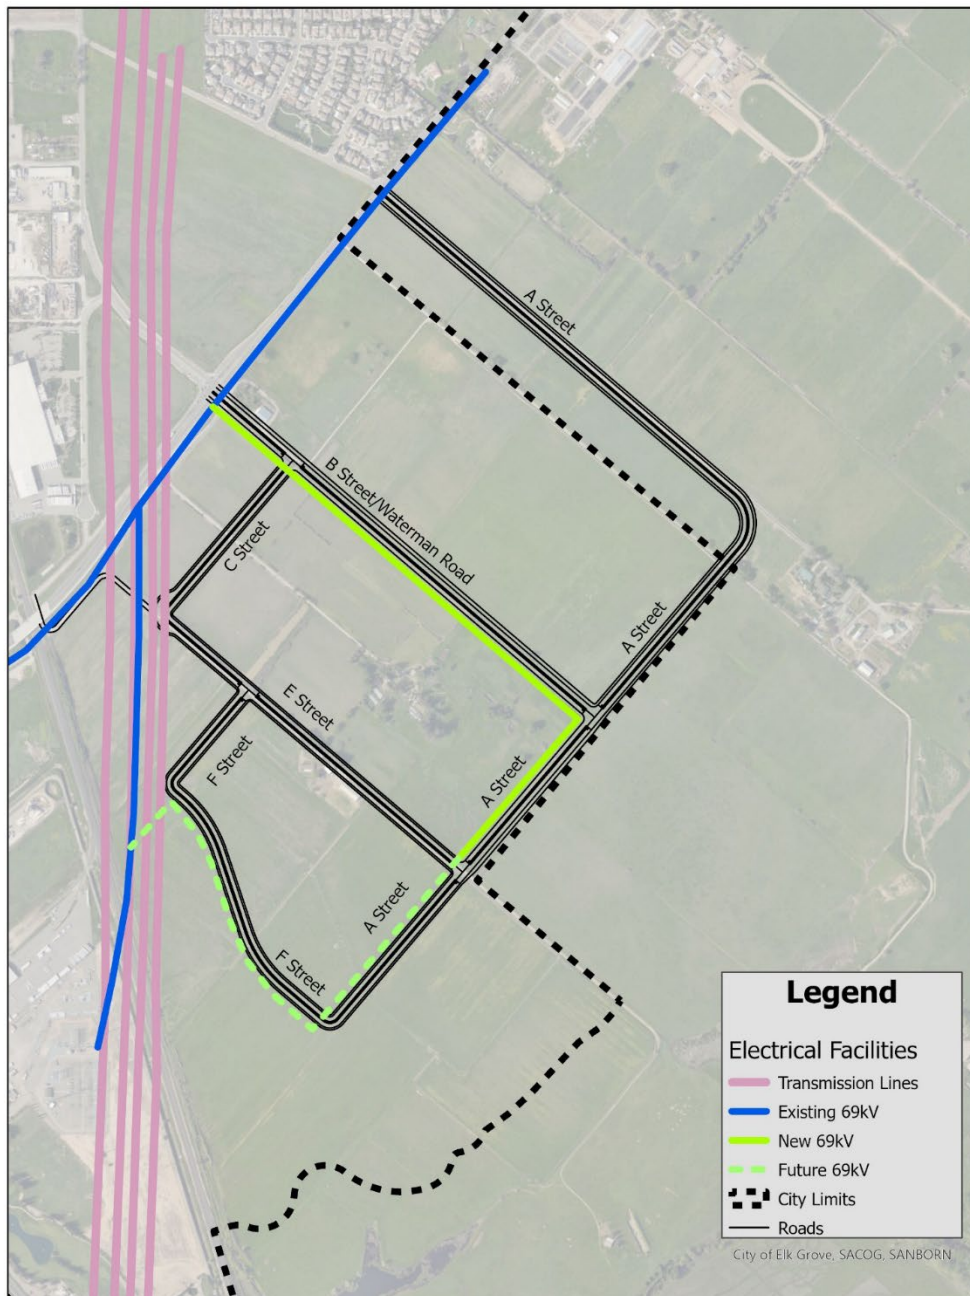 A Street
B Street/Waterman Road
C Street
A Street
E Street
F Street
A Street
A Street
F Street
Legend
Electrical Facilities
Transmission Lines
Existing 69kV
New 69kV
Future 69kV
City Limits
Roads
City of Elk Grove, SACOG, SANBORN